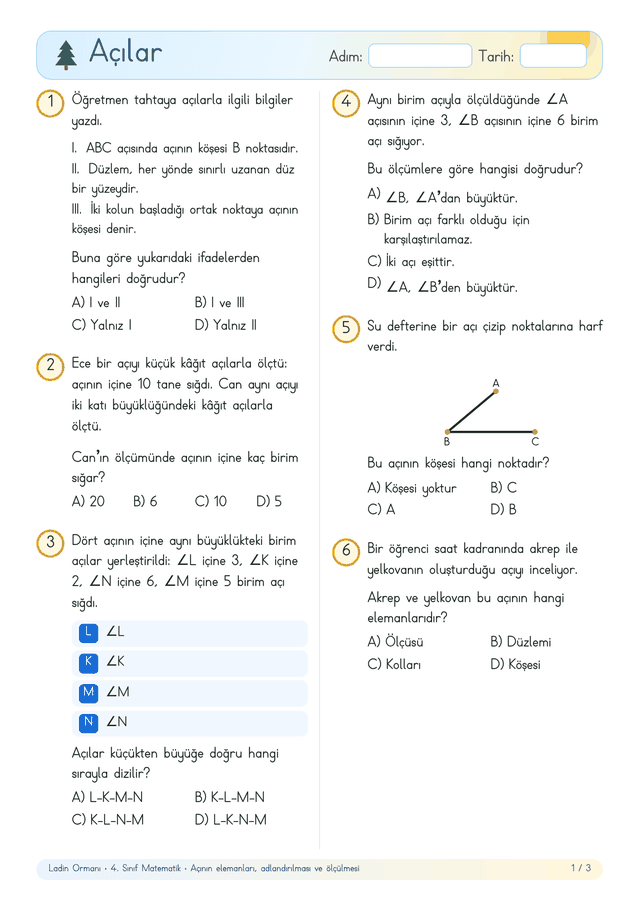 Açılar
Adım:
Tarih:
1
Öğretmen tahtaya açılarla ilgili bilgiler
yazdı.
I. ABC açısında açının köşesi B noktasıdır.
II. Düzlem, her yönde sınırlı uzanan düz
bir yüzeydir.
III. İki kolun başladığı ortak noktaya açının
köşesi denir.
Buna göre yukarıdaki ifadelerden
hangileri doğrudur?
A) I ve II
B) I ve III
C) Yalnız I
D) Yalnız II
2
Ece bir açıyı küçük kâğıt açılarla ölçtü:
açının içine 10 tane sığdı. Can aynı açıyı
iki katı büyüklüğündeki kâğıt açılarla
ölçtü.
Can'ın ölçümünde açının içine kaç birim
sığar?
A) 20
B) 6
C) 10
D) 5
3
Dört açının içine aynı büyüklükteki birim
açılar yerleştirildi: ∠L içine 3, ∠K içine
2, ∠N içine 6, ∠M içine 5 birim açı
sığdı.
L ∠L
K ∠K
M ∠M
N ∠N
Açılar küçükten büyüğe doğru hangi
sırayla dizilir?
A) L-K-M-N
B) K-L-M-N
C) K-L-N-M
D) L-K-N-M
4
Aynı birim açıyla ölçüldüğünde ∠A
açısının içine 3, ∠B açısının içine 6 birim
açı sığıyor.
Bu ölçümlere göre hangisi doğrudur?
A) ∠B, ∠A'dan büyüktür.
B) Birim açı farklı olduğu için
karşılaştırılamaz.
C) İki açı eşittir.
D) ∠A, ∠B'den büyüktür.
5
Su defterine bir açı çizip noktalarına harf
verdi.
A
B
C
Bu açının köşesi hangi noktadır?
A) Köşesi yoktur
B) C
C) A
D) B
6
Bir öğrenci saat kadranında akrep ile
yelkovanın oluşturduğu açıyı inceliyor.
Akrep ve yelkovan bu açının hangi
elemanlarıdır?
A) Ölçüsü
B) Düzlemi
C) Kolları
D) Köşesi
Ladin Ormanı • 4. Sınıf Matematik • Açının elemanları, adlandırılması ve ölçülmesi
1 / 3